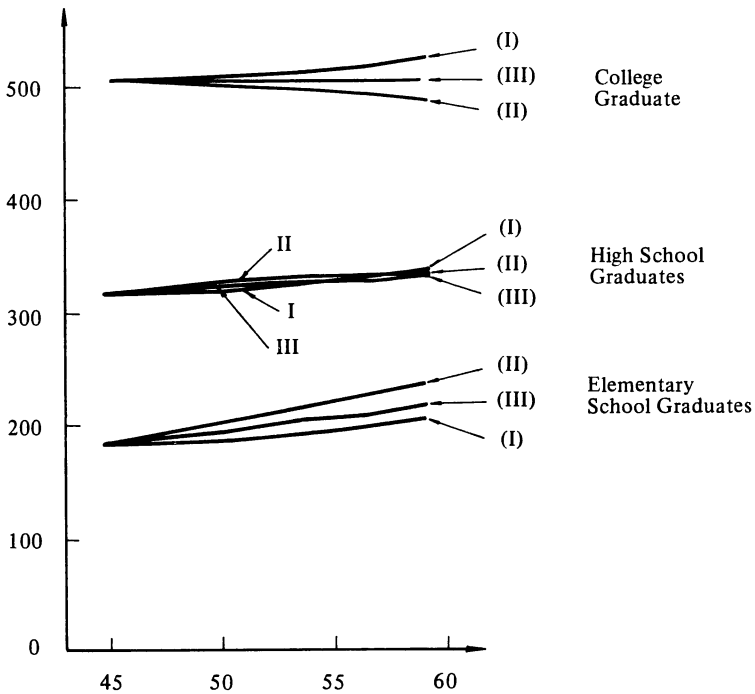 (I)
500
(III)
College
Graduate
(II)
400
(I)
II
High School
Graduates
(II)
300
I
(III)
III
(II)
Elementary
School Graduates
(III)
200
(I)
100
0
45
50
55
60